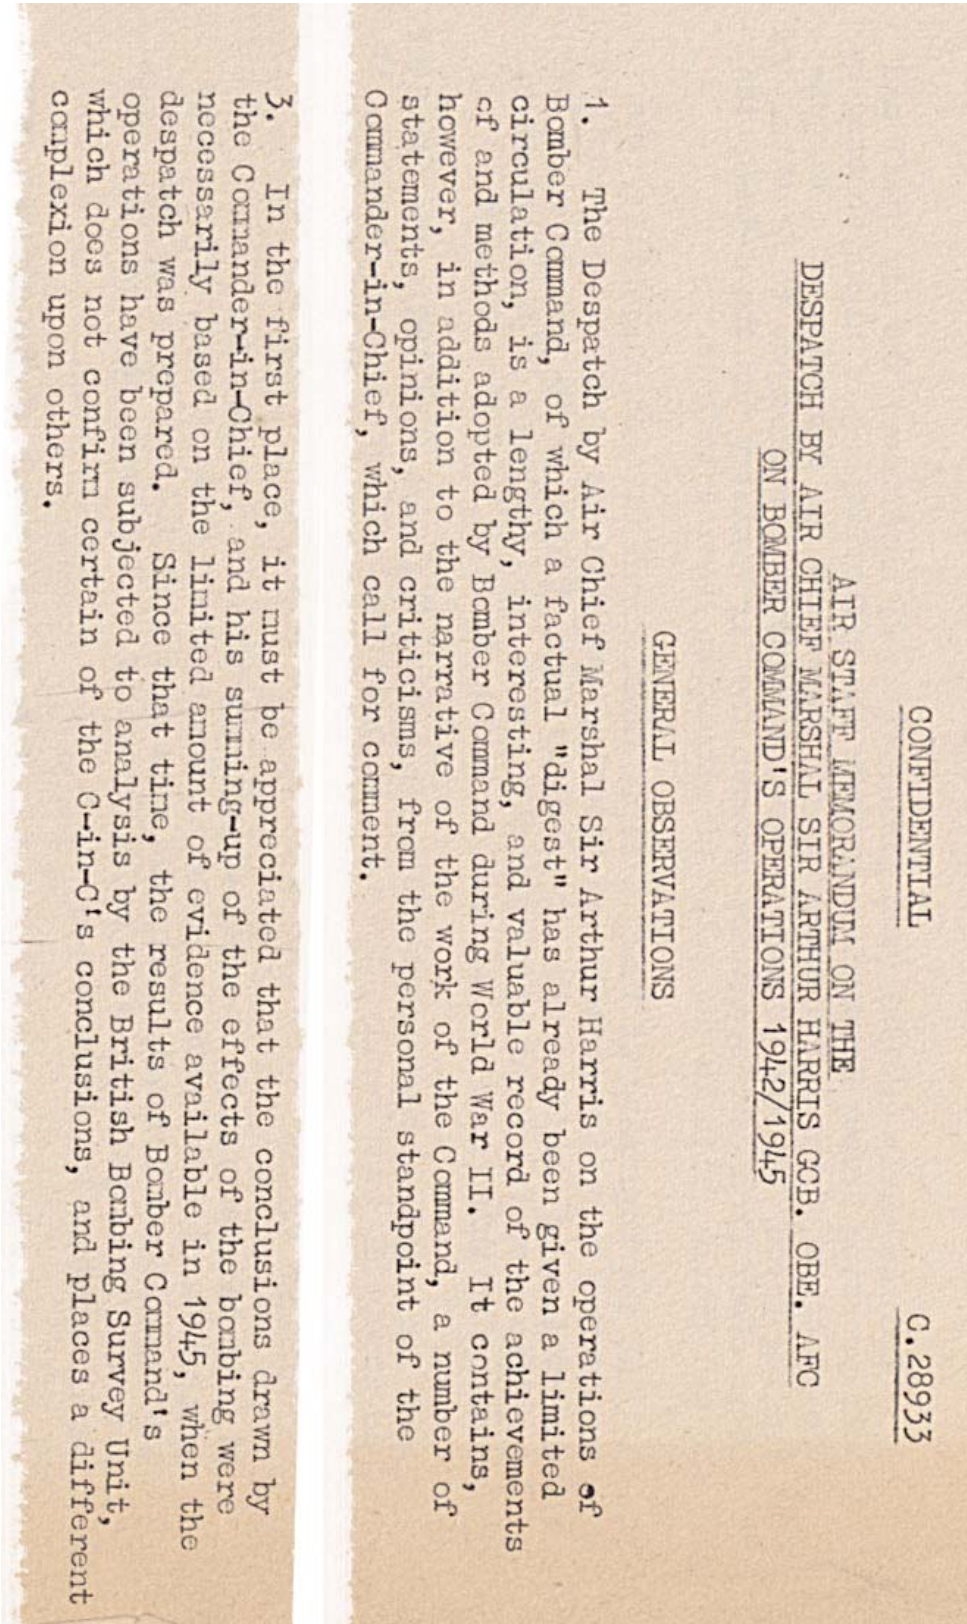 CONFIDENTIAL
C.28933
AIR STAFF MEMORANDUM ON THE
DESPATCH BY AIR CHIEF MARSHAL SIR ARTHUR HARRIS GCB. OBE. AFC
ON BOMBER COMMAND'S OPERATIONS 1942/1945
GENERAL OBSERVATIONS
1. The Despatch by Air Chief Marshal Sir Arthur Harris on the operations of
Bomber Command, of which a factual "digest" has already been given a limited
circulation, is a lengthy, interesting, and valuable record of the achievements
of and methods adopted by Bomber Command during World War II. It contains,
however, in addition to the narrative of the work of the Command, a number of
statements, opinions, and criticisms, from the personal standpoint of the
Commander-in-Chief, which call for comment.
3. In the first place, it must be appreciated that the conclusions drawn by
the Commander-in-Chief, and his summing-up of the effects of the bombing were
necessarily based on the limited amount of evidence available in 1945, when the
despatch was prepared. Since that time, the results of Bomber Command's
operations have been subjected to analysis by the British Bombing Survey Unit,
which does not confirm certain of the C-in-C's conclusions, and places a different
complexion upon others.